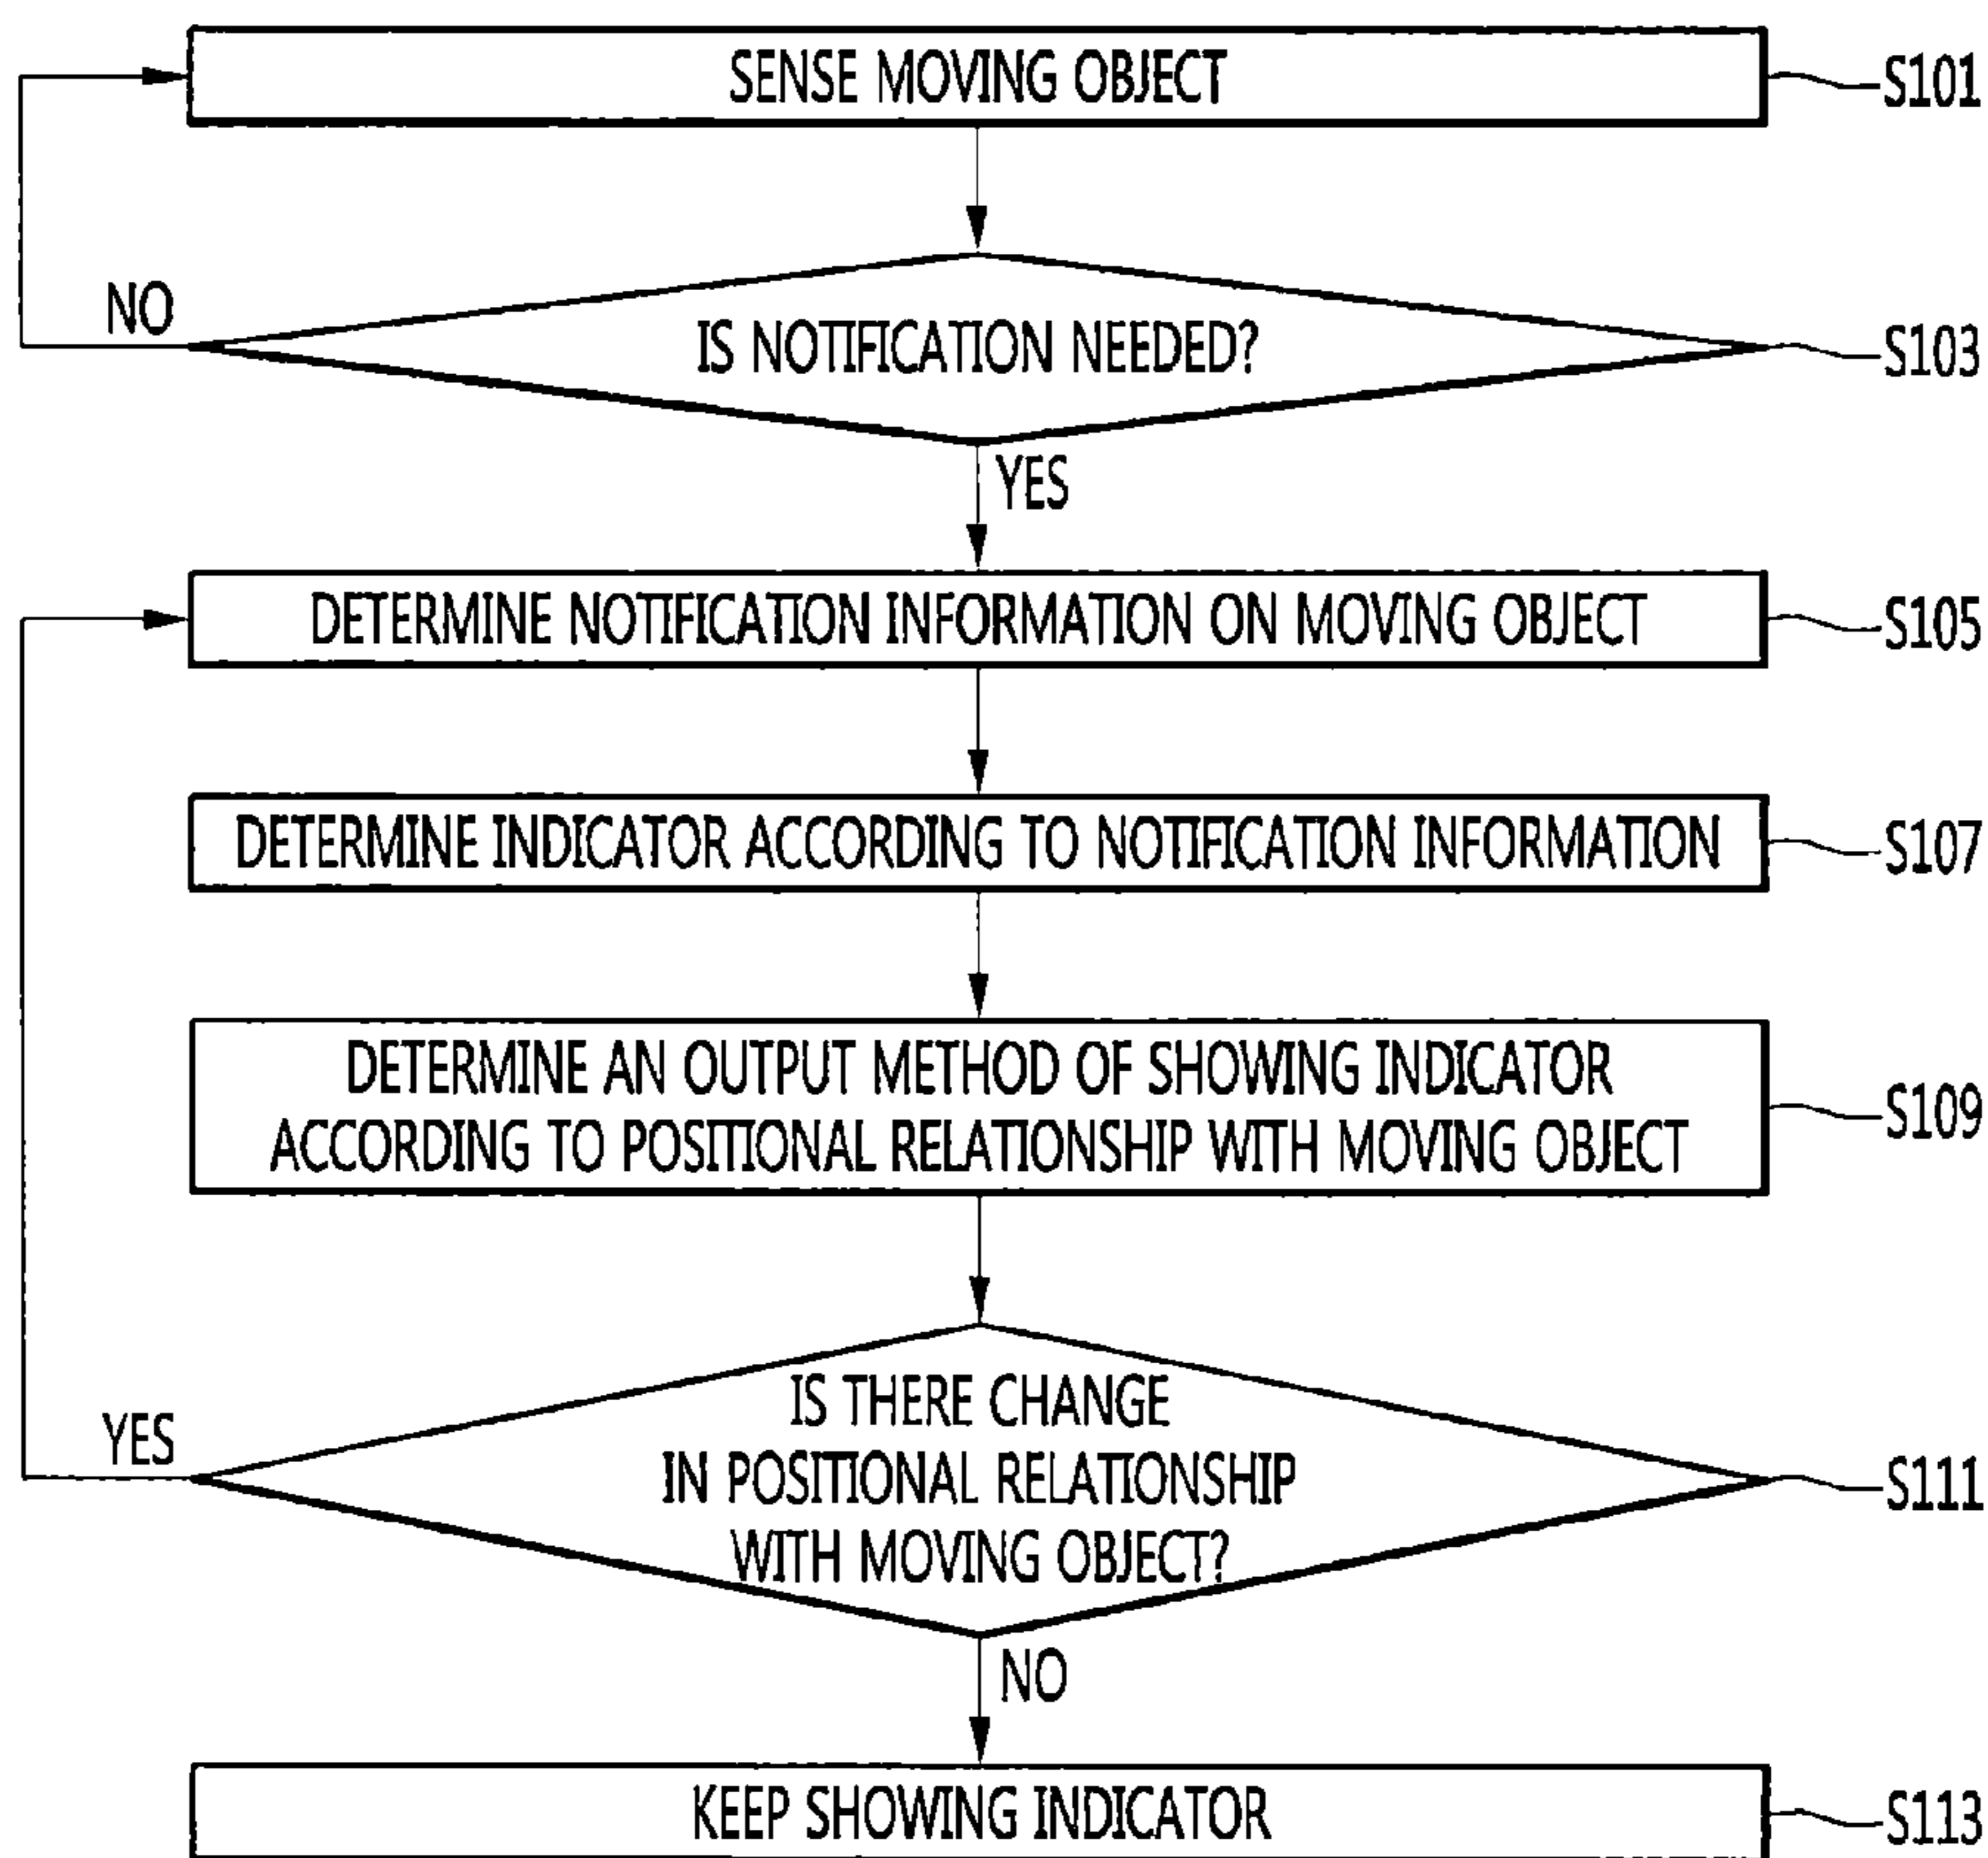 SENSE MOVING OBJECT
S101
NO
IS NOTIFICATION NEEDED?
S103
YES
DETERMINE NOTIFICATION INFORMATION ON MOVING OBJECT
S105
DETERMINE INDICATOR ACCORDING TO NOTIFICATION INFORMATION
S107
DETERMINE AN OUTPUT METHOD OF SHOWING INDICATOR
ACCORDING TO POSITIONAL RELATIONSHIP WITH MOVING OBJECT
S109
YES
IS THERE CHANGE
IN POSITIONAL RELATIONSHIP
WITH MOVING OBJECT?
S111
NO
KEEP SHOWING INDICATOR
S113